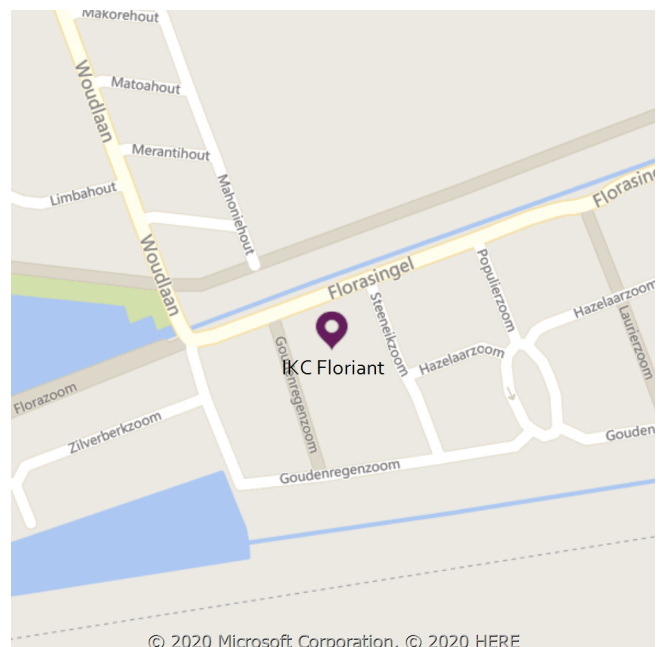 Makorehout
Woudlaan
Matoahout
Merantihout
Mahoniehout
Limbahout
Florasingel
Woudlaan
Florasingel
Populierzoom
Steeneikzoom
Hazelaarzoom
Laurierzoom
Goudenregenzoom
IKC Floriant
Hazelaarzoom
Florazoom
Zilverberkzoom
Gouden
Goudenregenzoom
© 2020 Microsoft Corporation, © 2020 HERE